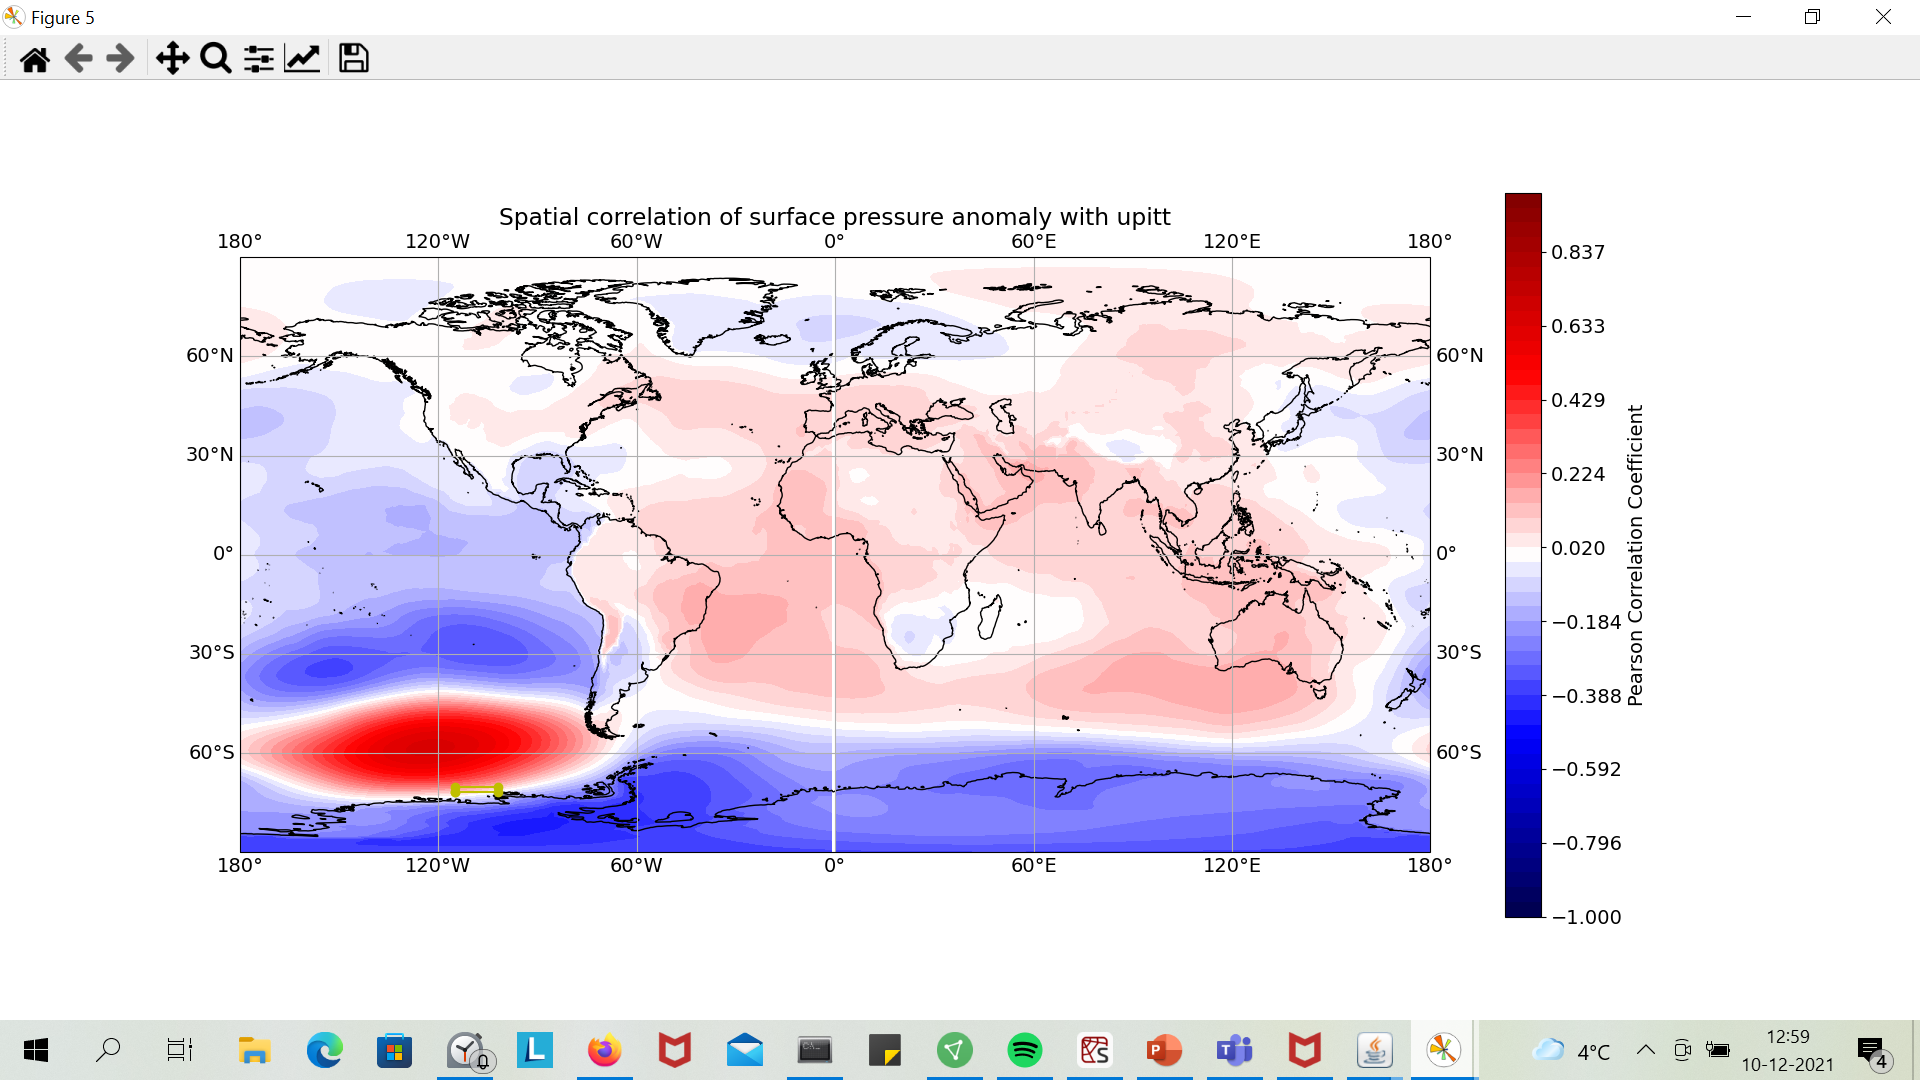 Figure 5
Spatial correlation of surface pressure anomaly with upitt
180° 120°W 60°W 0° 60°E 120°E 180°
60°N 60°N
30°N 30°N
0° 0°
30°S 30°S
60°S 60°S
180° 120°W 60°W 0° 60°E 120°E 180°
0.837
0.633
0.429
0.224
0.020
−0.184
−0.388
−0.592
−0.796
−1.000
Pearson Correlation Coefficient
L
C:\_
S
P
T
4°C
12:59
10-12-2021
4